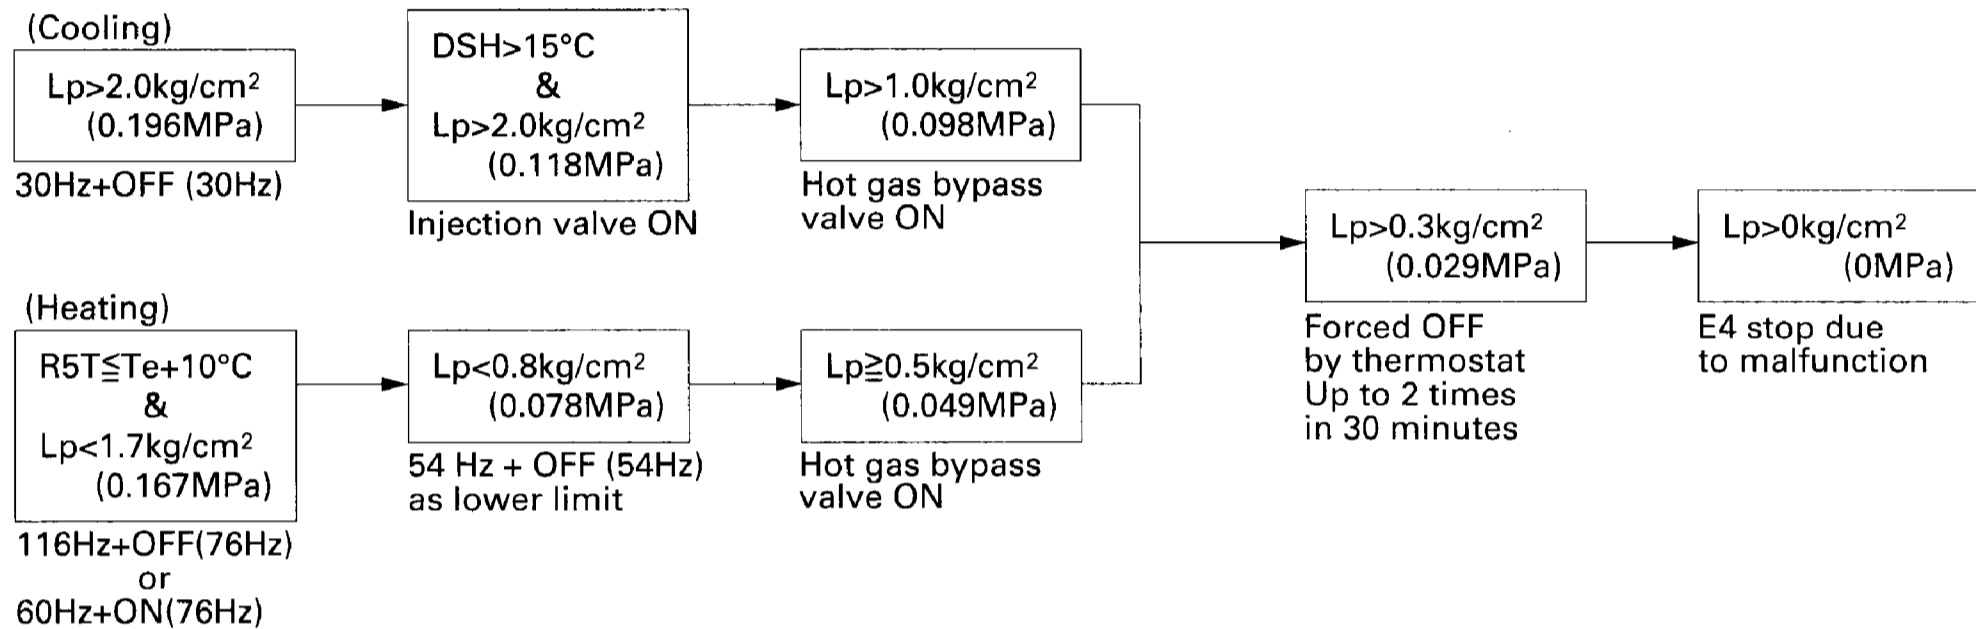 (Cooling)
Lp>2.0kg/cm²
(0.196MPa)
30Hz+OFF (30Hz)
DSH>15°C
&
Lp>2.0kg/cm²
(0.118MPa)
Injection valve ON
Lp>1.0kg/cm²
(0.098MPa)
Hot gas bypass
valve ON
(Heating)
R5T≦Te+10°C
&
Lp<1.7kg/cm²
(0.167MPa)
116Hz+OFF(76Hz)
or
60Hz+ON(76Hz)
Lp<0.8kg/cm²
(0.078MPa)
54 Hz + OFF (54Hz)
as lower limit
Lp≧0.5kg/cm²
(0.049MPa)
Hot gas bypass
valve ON
Lp>0.3kg/cm²
(0.029MPa)
Forced OFF
by thermostat
Up to 2 times
in 30 minutes
Lp>0kg/cm²
(0MPa)
E4 stop due
to malfunction